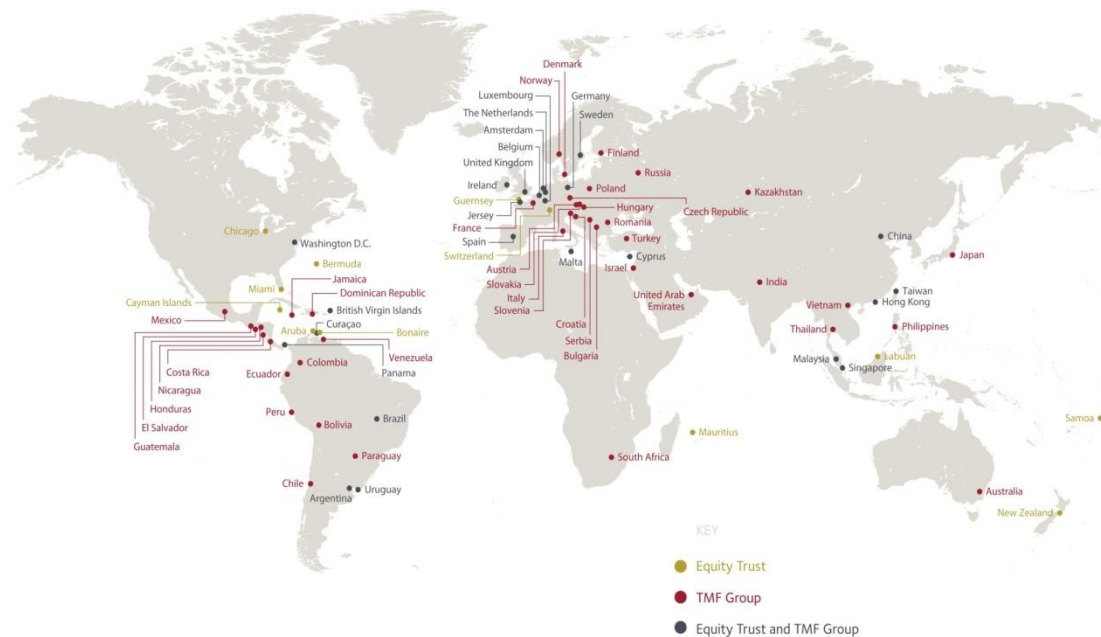 Denmark
Norway
Luxembourg
Germany
The Netherlands
Sweden
Amsterdam
Belgium
United Kingdom
Finland
Russia
Ireland
Poland
Kazakhstan
Guernsey
Hungary
Czech Republic
Jersey
Romania
France
Chicago
Spain
Turkey
China
Washington D.C.
Switzerland
Malta
Cyprus
Japan
Bermuda
Austria
Israel
Jamaica
Slovakia
India
Miami
Dominican Republic
Italy
United Arab
Emirates
Taiwan
Cayman Islands
Slovenia
Hong Kong
British Virgin Islands
Vietnam
Mexico
Curaçao
Croatia
Aruba
Bonaire
Thailand
Philippines
Serbia
Venezuela
Bulgaria
Malaysia
Labuan
Colombia
Singapore
Costa Rica
Ecuador
Panama
Nicaragua
Honduras
Peru
Brazil
Samoa
El Salvador
Bolivia
Mauritius
Guatemala
Paraguay
South Africa
Chile
Uruguay
Argentina
Australia
New Zealand
KEY
Equity Trust
TMF Group
Equity Trust and TMF Group